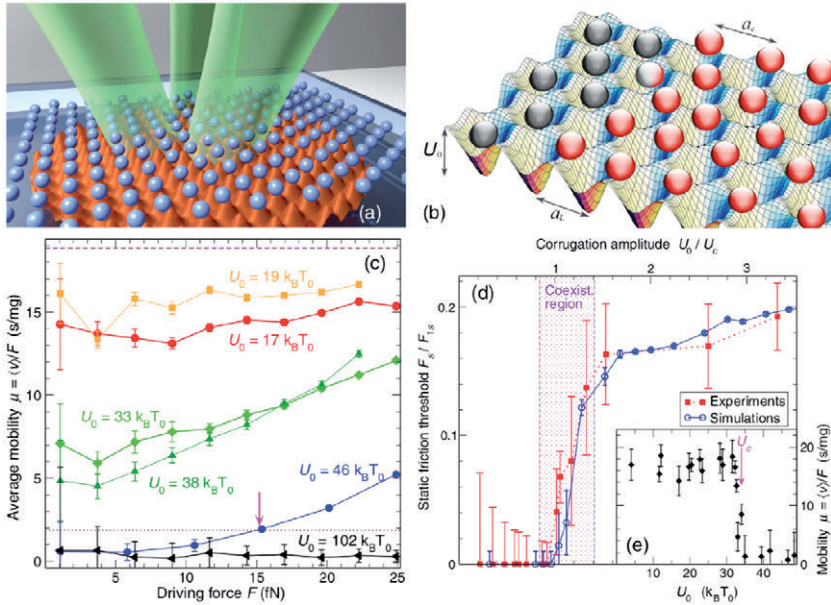 (a)
(b)
U₀
a_c
a_L
(c)
U₀ = 19 k_BT₀
U₀ = 17 k_BT₀
U₀ = 33 k_BT₀
U₀ = 38 k_BT₀
U₀ = 46 k_BT₀
U₀ = 102 k_BT₀
Average mobility μ = ⟨v⟩/F (s/mg)
15
10
5
0
5
10
15
20
25
Driving force F (fN)
Corrugation amplitude U₀ / U_c
1
2
3
(d)
Coexist.
region
Static friction threshold F_s / F_1s
0.2
0.1
0
Experiments
Simulations
U_c
(e)
20
10
0
Mobility μ = ⟨v⟩/F (s/mg)
10
20
30
40
U₀ (k_BT₀)